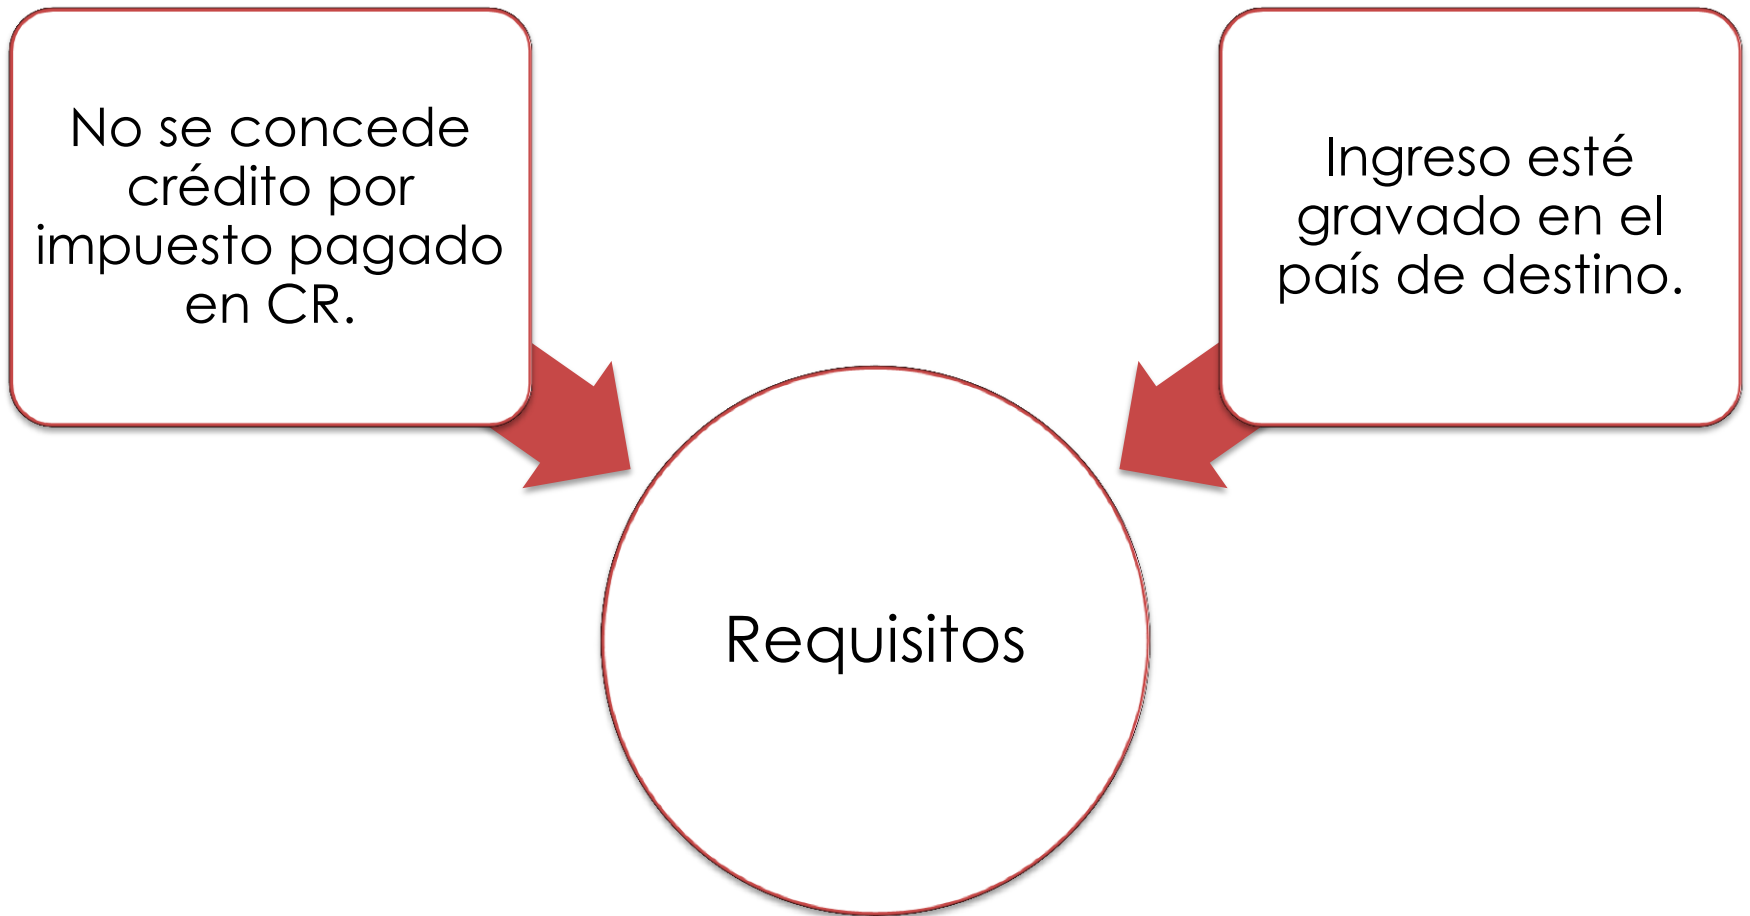 No se concede
crédito por
impuesto pagado
en CR.
Ingreso esté
gravado en el
país de destino.
Requisitos